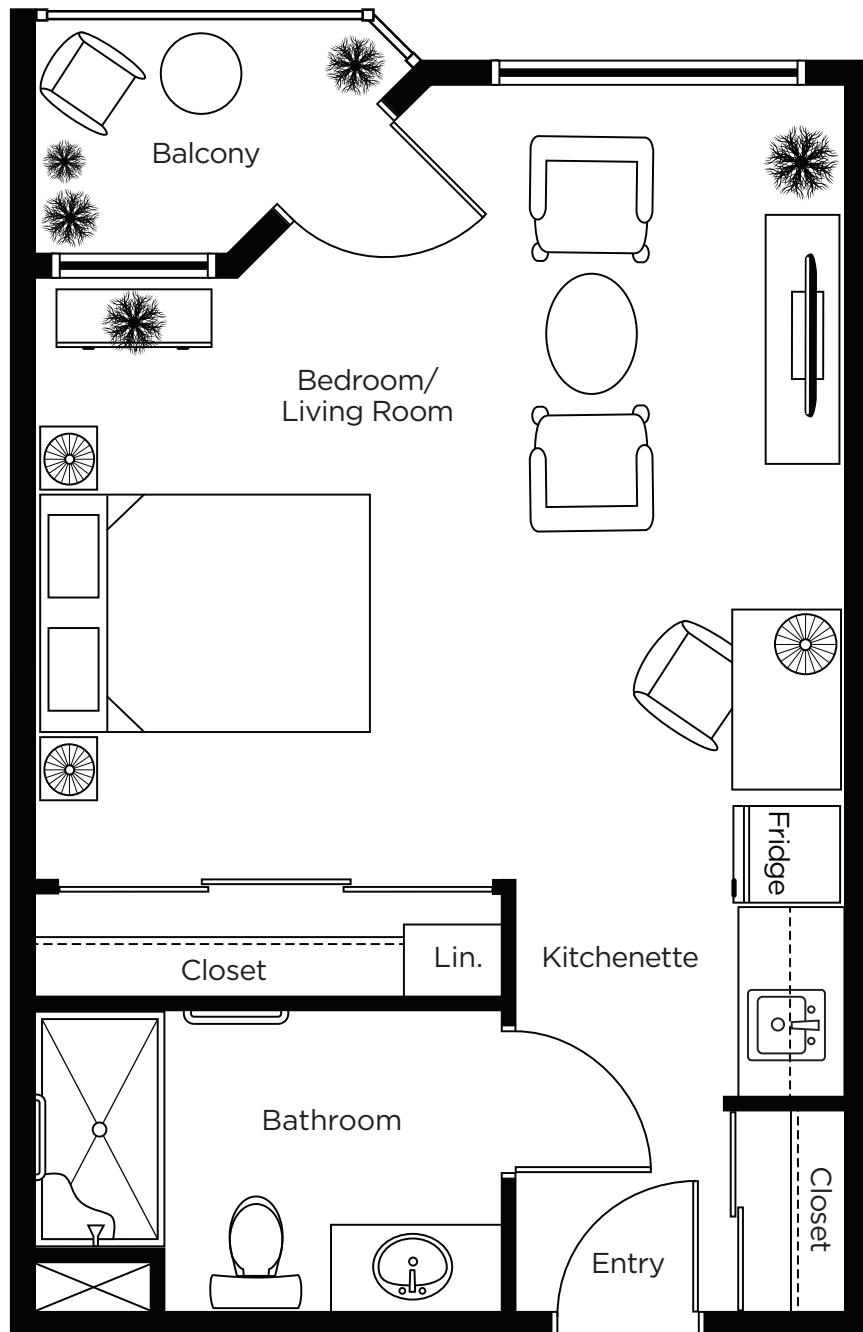 Balcony
Bedroom/
Living Room
Fridge
Closet
Lin.
Kitchenette
Bathroom
Closet
Entry